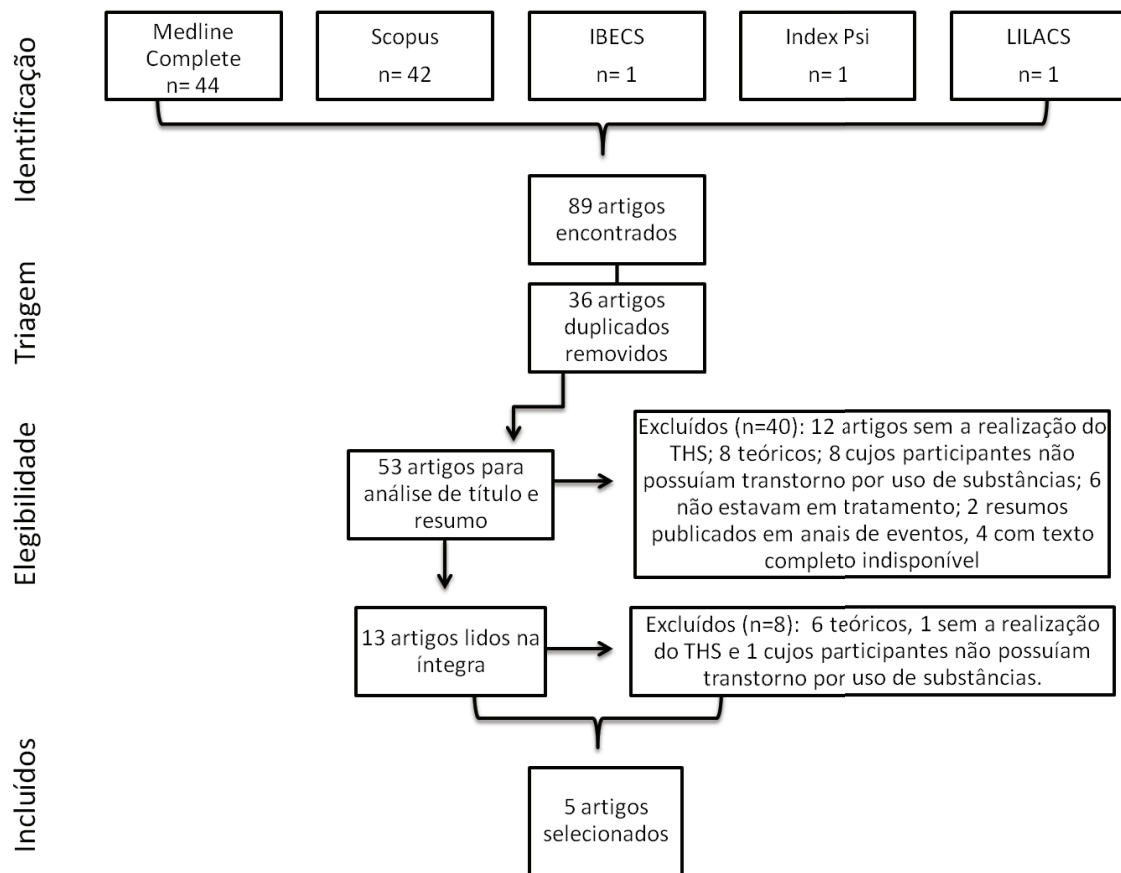 Identificação
Medline
Complete
n= 44
Scopus
n= 42
IBECS
n= 1
Index Psi
n= 1
LILACS
n= 1
89 artigos
encontrados
Triagem
36 artigos
duplicados
removidos
Elegibilidade
53 artigos para
análise de título e
resumo
Excluídos (n=40): 12 artigos sem a realização do
THS; 8 teóricos; 8 cujos participantes não
possuíam transtorno por uso de substâncias; 6
não estavam em tratamento; 2 resumos
publicados em anais de eventos, 4 com texto
completo indisponível
13 artigos lidos na
íntegra
Excluídos (n=8): 6 teóricos, 1 sem a realização
do THS e 1 cujos participantes não possuíam
transtorno por uso de substâncias.
Incluídos
5 artigos
selecionados